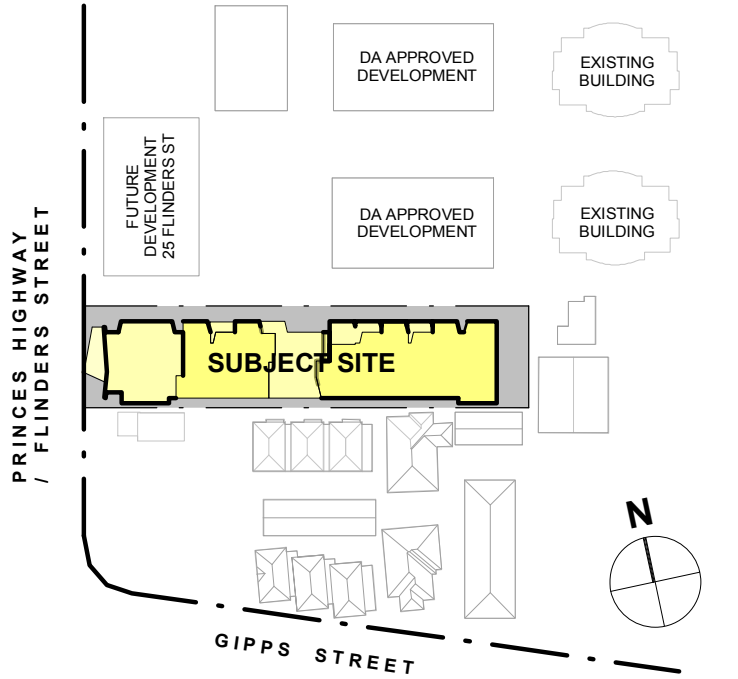 DA APPROVED
DEVELOPMENT
EXISTING
BUILDING
FUTURE
DEVELOPMENT
25 FLINDERS ST
DA APPROVED
DEVELOPMENT
EXISTING
BUILDING
PRINCES HIGHWAY
/ FLINDERS STREET
SUBJECT SITE
N
GIPPS STREET